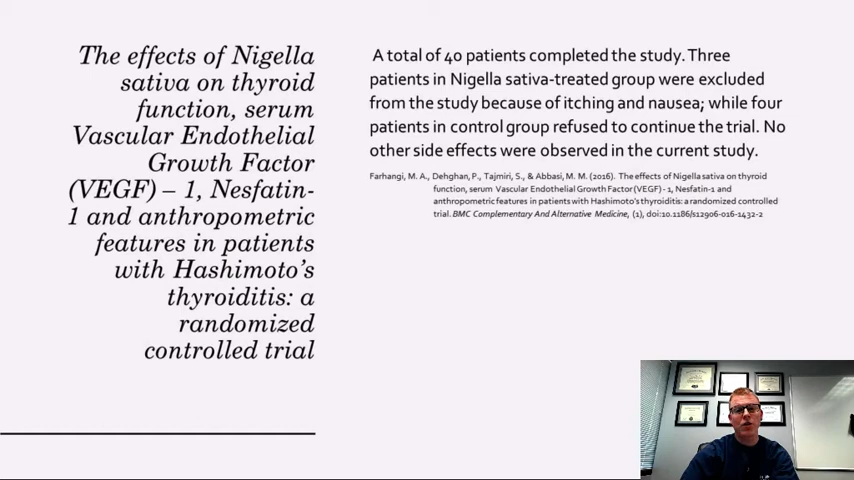 The effects of Nigella
sativa on thyroid
function, serum
Vascular Endothelial
Growth Factor
(VEGF) – 1, Nesfatin-
1 and anthropometric
features in patients
with Hashimoto's
thyroiditis: a
randomized
controlled trial
A total of 40 patients completed the study. Three
patients in Nigella sativa-treated group were excluded
from the study because of itching and nausea; while four
patients in control group refused to continue the trial. No
other side effects were observed in the current study.
Farhangi, M. A., Dehghan, P., Tajmiri, S., & Abbasi, M. M. (2016). The effects of Nigella sativa on thyroid
function, serum Vascular Endothelial Growth Factor (VEGF) - 1, Nesfatin-1 and
anthropometric features in patients with Hashimoto's thyroiditis: a randomized controlled
trial. BMC Complementary And Alternative Medicine, (1), doi:10.1186/s12906-016-1432-2